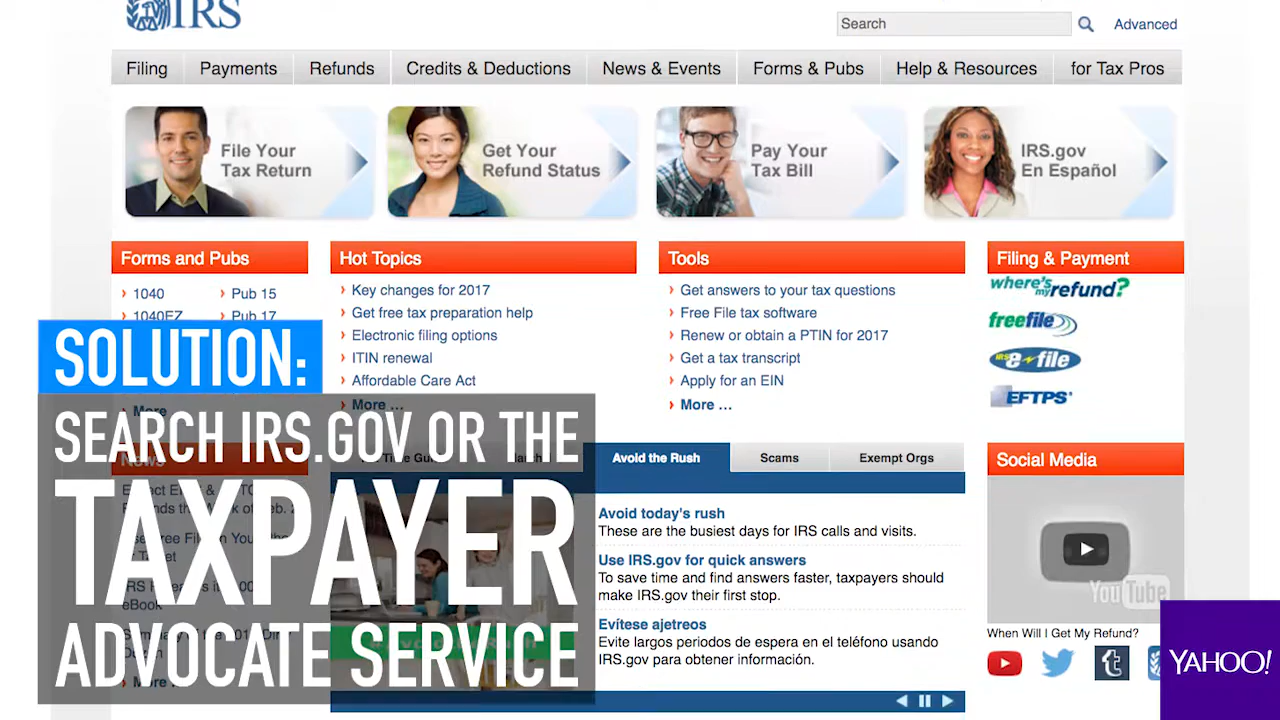 IRS
Search
Advanced
Filing
Payments
Refunds
Credits & Deductions
News & Events
Forms & Pubs
Help & Resources
for Tax Pros
File Your
Tax Return
Get Your
Refund Status
Pay Your
Tax Bill
IRS.gov
En Español
Forms and Pubs
1040
Pub 15
1040EZ
Pub 17
More ...
Hot Topics
Key changes for 2017
Get free tax preparation help
Electronic filing options
ITIN renewal
Affordable Care Act
More ...
Tools
Get answers to your tax questions
Free File tax software
Renew or obtain a PTIN for 2017
Get a tax transcript
Apply for an EIN
More ...
Filing & Payment
where's my refund?
freefile
IRS e-file
EFTPS
SOLUTION:
SEARCH IRS.GOV OR THE
TAXPAYER
ADVOCATE SERVICE
News
More ...
Avoid the Rush
Scams
Exempt Orgs
Avoid today's rush
These are the busiest days for IRS calls and visits.
Use IRS.gov for quick answers
To save time and find answers faster, taxpayers should
make IRS.gov their first stop.
Evítese ajetreos
Evite largos periodos de espera en el teléfono usando
IRS.gov para obtener información.
Social Media
YouTube
When Will I Get My Refund?
YAHOO!